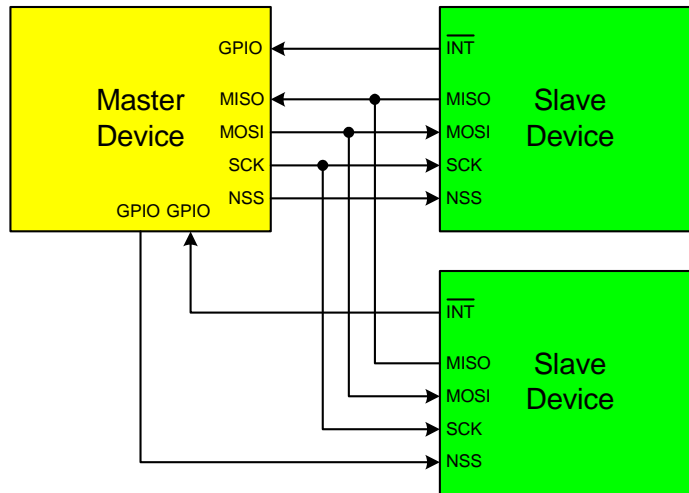 Master
Device
GPIO
MISO
MOSI
SCK
NSS
GPIO GPIO
INT
MISO
MOSI
SCK
NSS
Slave
Device
INT
MISO
MOSI
SCK
NSS
Slave
Device